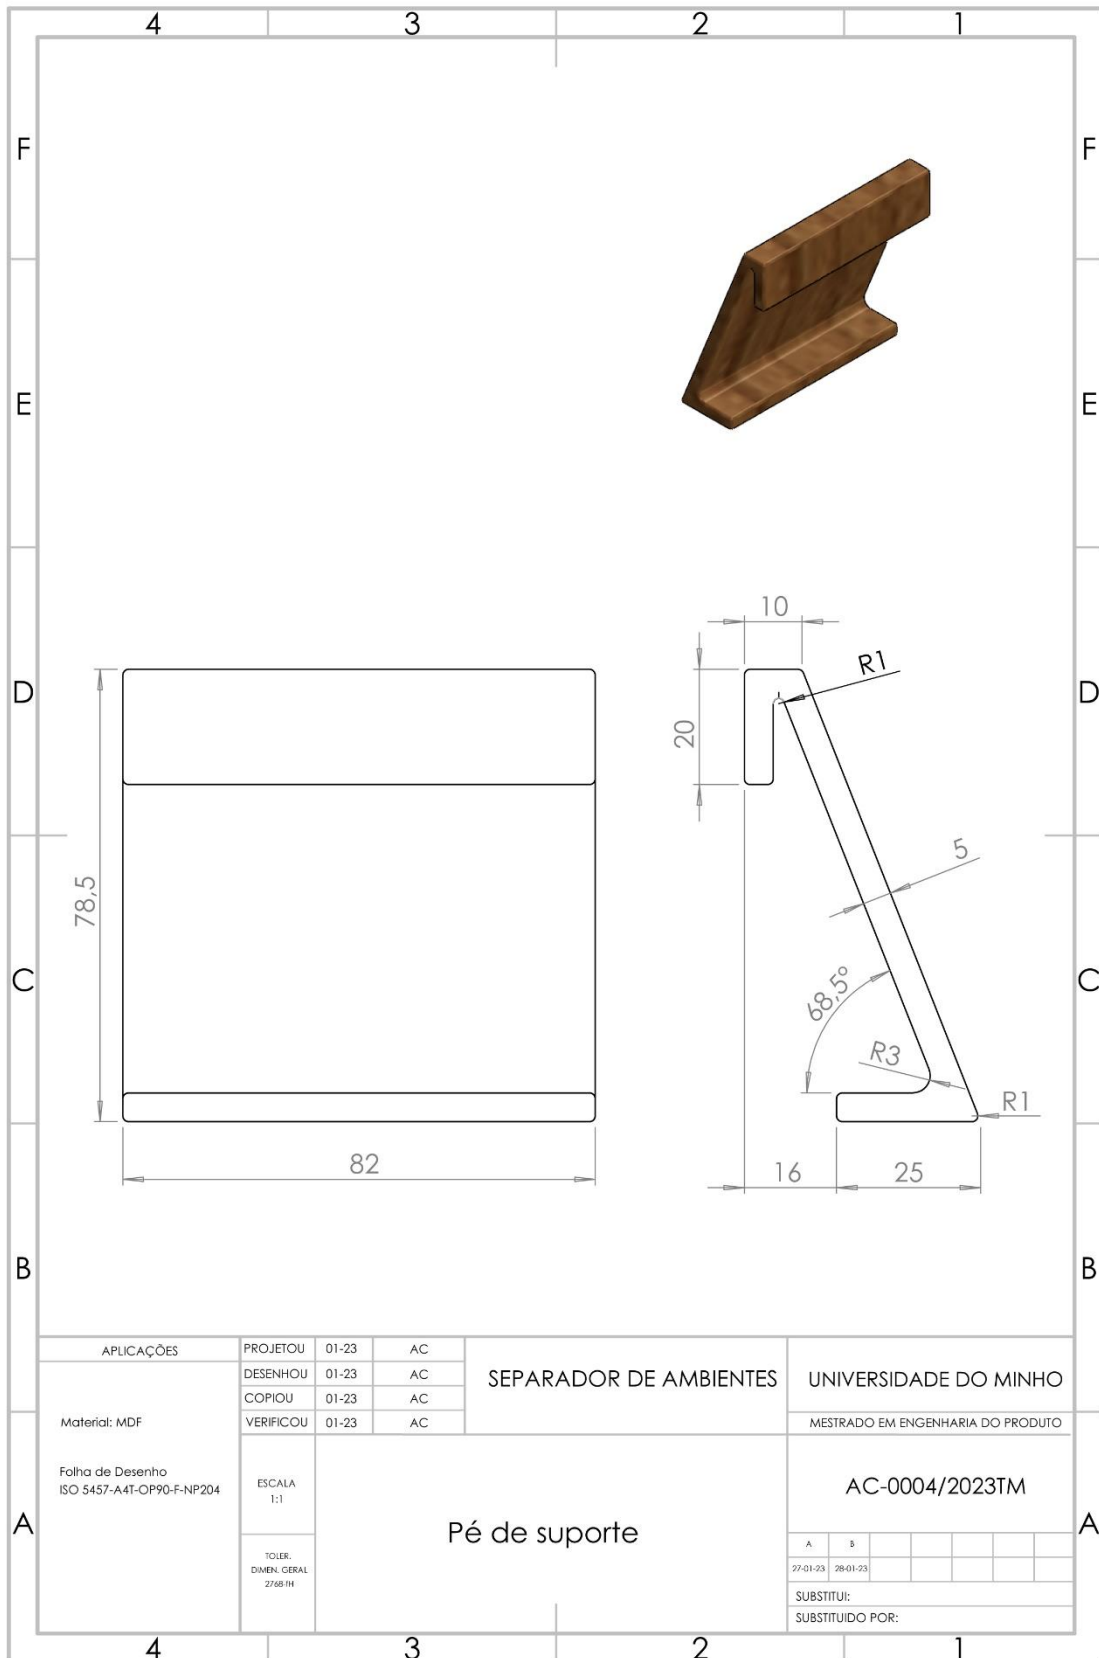 4 3 2 1
F F
E E
D D
C C
B B
A A
10
R1
20
5
78,5
68,5º
R3
R1
82
16 25
APLICAÇÕES
Material: MDF
Folha de Desenho
ISO 5457-A4T-OP90-F-NP204
PROJETOU 01-23 AC
DESENHOU 01-23 AC
COPIOU 01-23 AC
VERIFICOU 01-23 AC
ESCALA
1:1
TOLER.
DIMEN. GERAL
SEPARADOR DE AMBIENTES
Pé de suporte
UNIVERSIDADE DO MINHO
MESTRADO EM ENGENHARIA DO PRODUTO
AC-0004/2023TM
A B
27-01-23 28-01-23
SUBSTITUI:
SUBSTITUIDO POR:
4 3 2 1